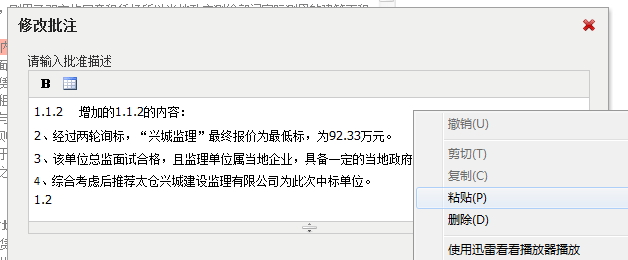 修改批注
请输入批准描述
B
1.1.2 增加的1.1.2的内容：
2、经过两轮询标，“兴城监理”最终报价为最低标，为92.33万元。
3、该单位总监面试合格，且监理单位属当地企业，具备一定的当地政府
4、综合考虑后推荐太仓兴城建设监理有限公司为此次中标单位。
1.2
撤销(U)
剪切(T)
复制(C)
粘贴(P)
删除(D)
使用迅雷看看播放器播放